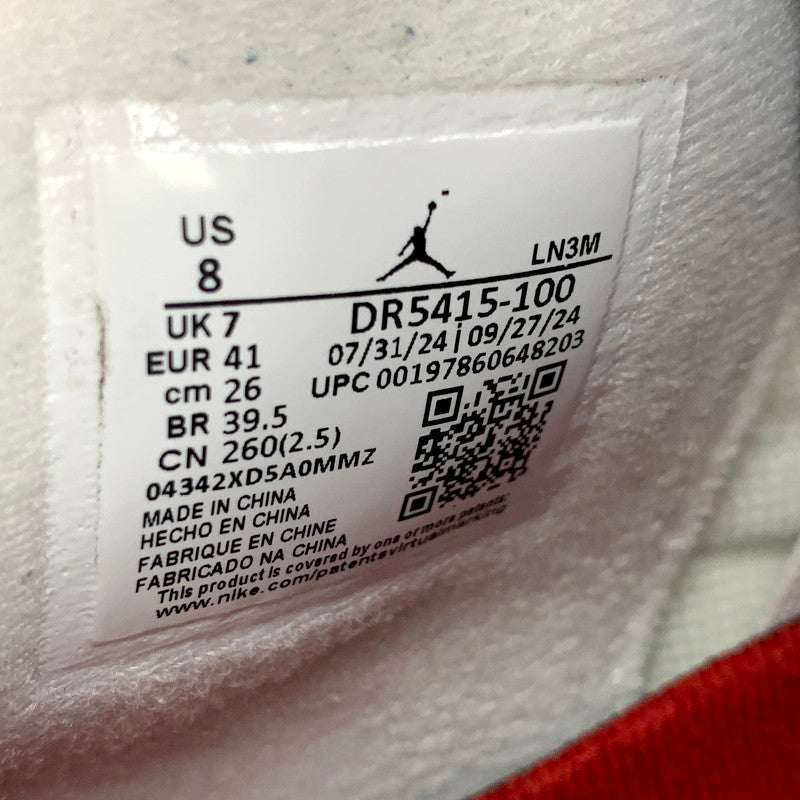 US
8
LN3M
UK 7
EUR 41
cm 26
BR 39.5
CN 260(2.5)
DR5415-100
07/31/24 | 09/27/24
UPC 00197860648203
04342XD5A0MMZ
MADE IN CHINA
HECHO EN CHINA
FABRIQUE EN CHINE
FABRICADO NA CHINA
This product is covered by one or more patents:
www.nike.com/patentsvirtualmarking